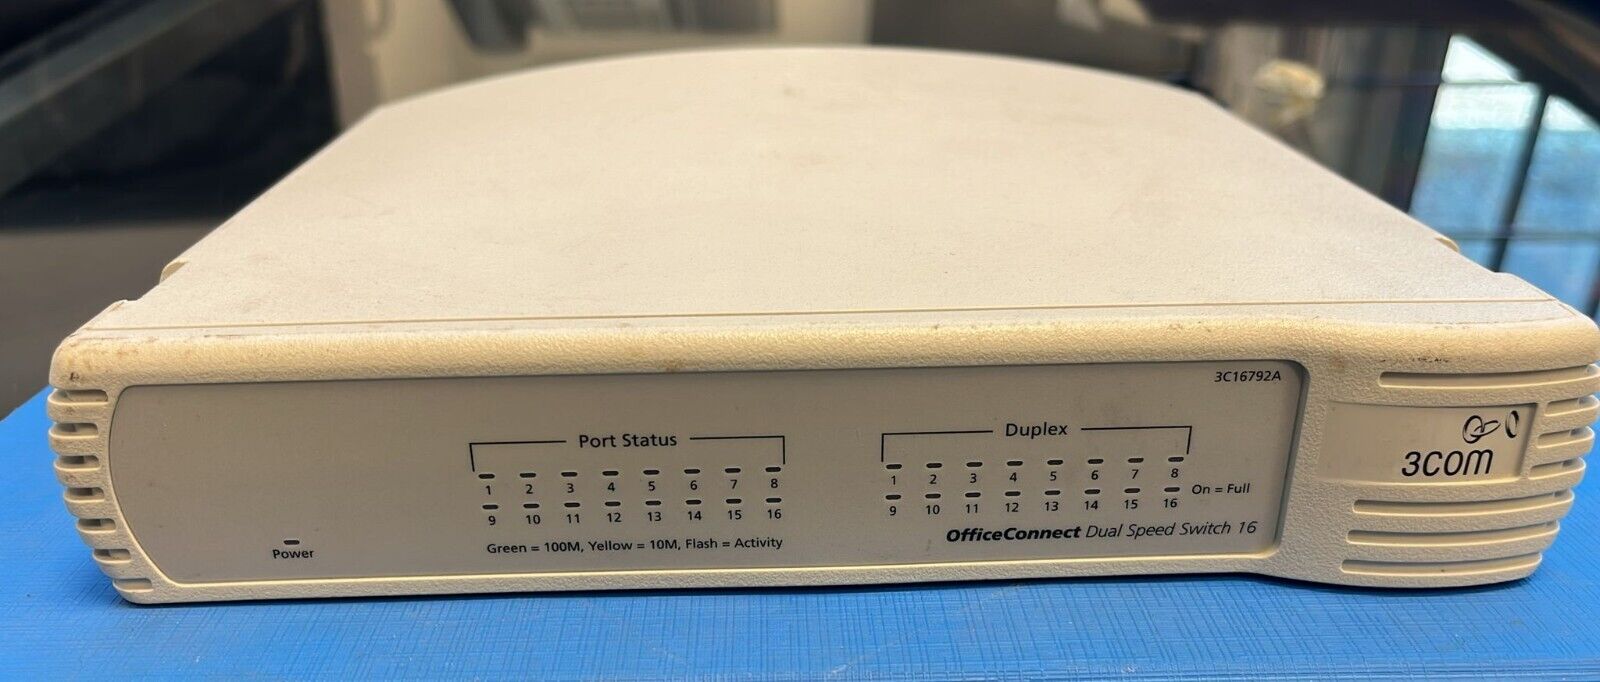 3C16792A
Port Status
1 2 3 4 5 6 7 8
9 10 11 12 13 14 15 16
Green = 100M, Yellow = 10M, Flash = Activity
Power
Duplex
1 2 3 4 5 6 7 8
9 10 11 12 13 14 15 16
On = Full
OfficeConnect Dual Speed Switch 16
3COM